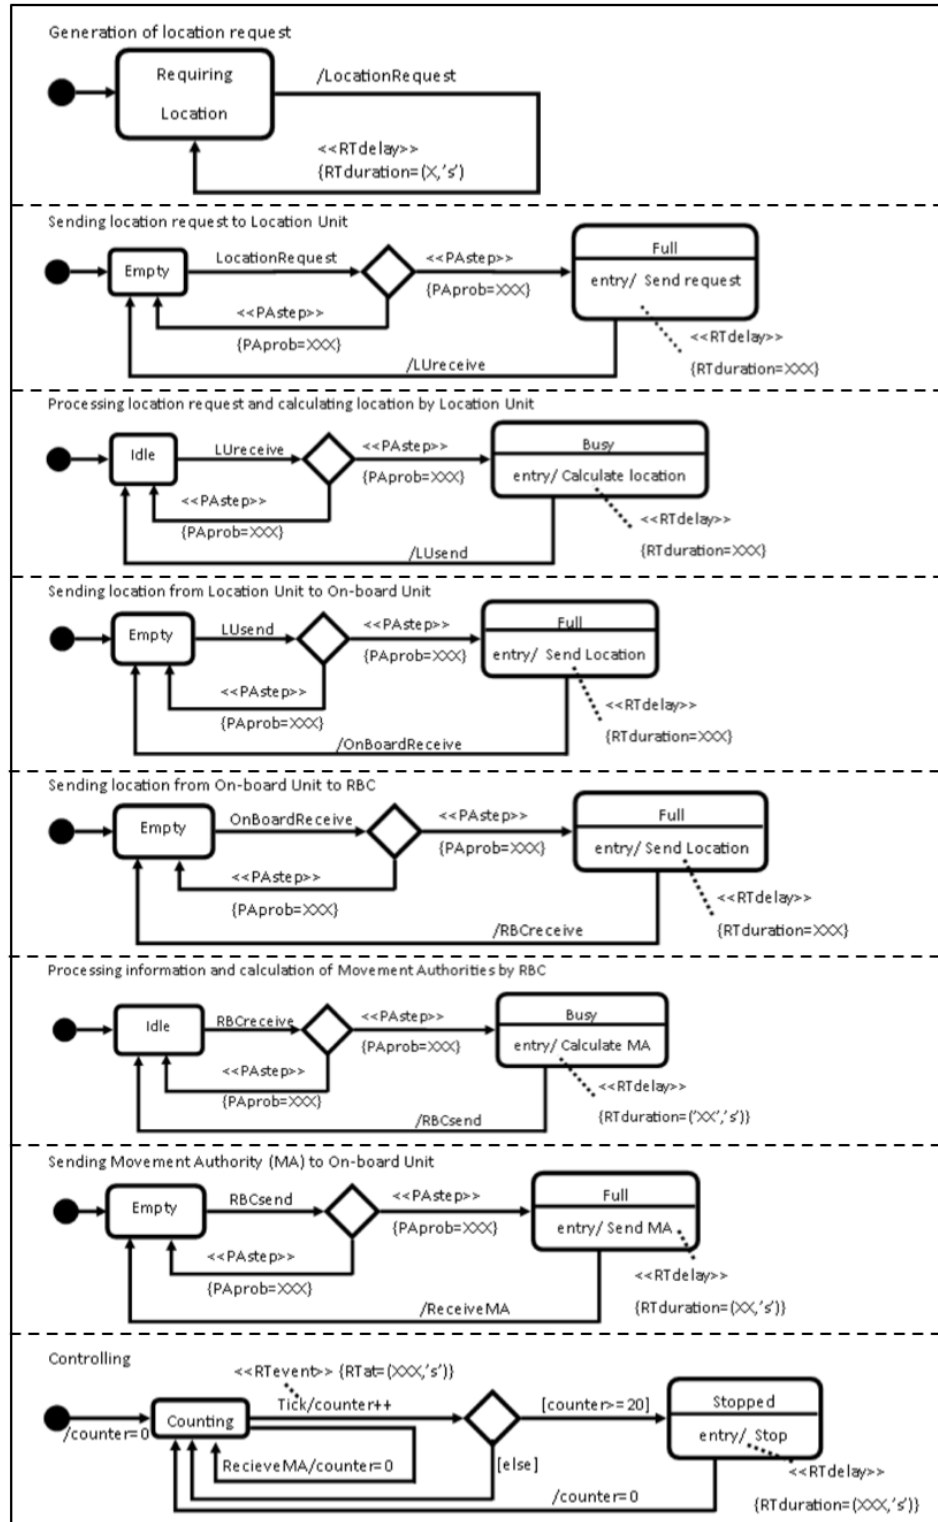 Generation of location request
Requiring
Location
/LocationRequest
<<RTdelay>>
{RTduration=(X,'s')
Sending location request to Location Unit
Empty
LocationRequest
<<PAstep>>
{PAprob=XXX}
<<PAstep>>
{PAprob=XXX}
Full
entry/ Send request
<<RTdelay>>
{RTduration=XXX}
/LUreceive
Processing location request and calculating location by Location Unit
Idle
LUreceive
<<PAstep>>
{PAprob=XXX}
<<PAstep>>
{PAprob=XXX}
Busy
entry/ Calculate location
<<RTdelay>>
{RTduration=XXX}
/LUsend
Sending location from Location Unit to On-board Unit
Empty
LUsend
<<PAstep>>
{PAprob=XXX}
<<PAstep>>
{PAprob=XXX}
Full
entry/ Send Location
<<RTdelay>>
{RTduration=XXX}
/OnBoardReceive
Sending location from On-board Unit to RBC
Empty
OnBoardReceive
<<PAstep>>
{PAprob=XXX}
<<PAstep>>
{PAprob=XXX}
Full
entry/ Send Location
<<RTdelay>>
{RTduration=XXX}
/RBCreceive
Processing information and calculation of Movement Authorities by RBC
Idle
RBCreceive
<<PAstep>>
{PAprob=XXX}
<<PAstep>>
{PAprob=XXX}
Busy
entry/ Calculate MA
<<RTdelay>>
{RTduration=('XX','s')}
/RBCsend
Sending Movement Authority (MA) to On-board Unit
Empty
RBCsend
<<PAstep>>
{PAprob=XXX}
<<PAstep>>
{PAprob=XXX}
Full
entry/ Send MA
<<RTdelay>>
{RTduration=(XX,'s')}
/ReceiveMA
Controlling
<<RTevent>> {RTat=(XXX,'s')}
Tick/counter++
/counter=0
Counting
RecieveMA/counter=0
[counter>=20]
[else]
Stopped
entry/ Stop
<<RTdelay>>
{RTduration=(XXX,'s')}
/counter=0